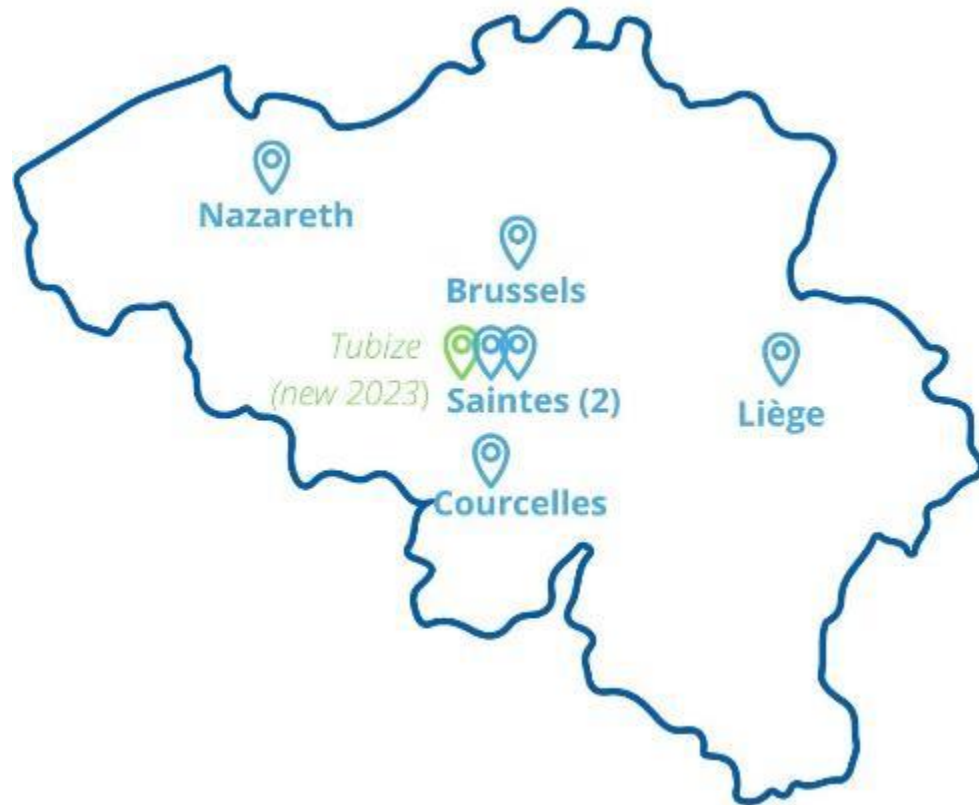 Nazareth
Brussels
Tubize
(new 2023)
Saintes (2)
Liège
Courcelles